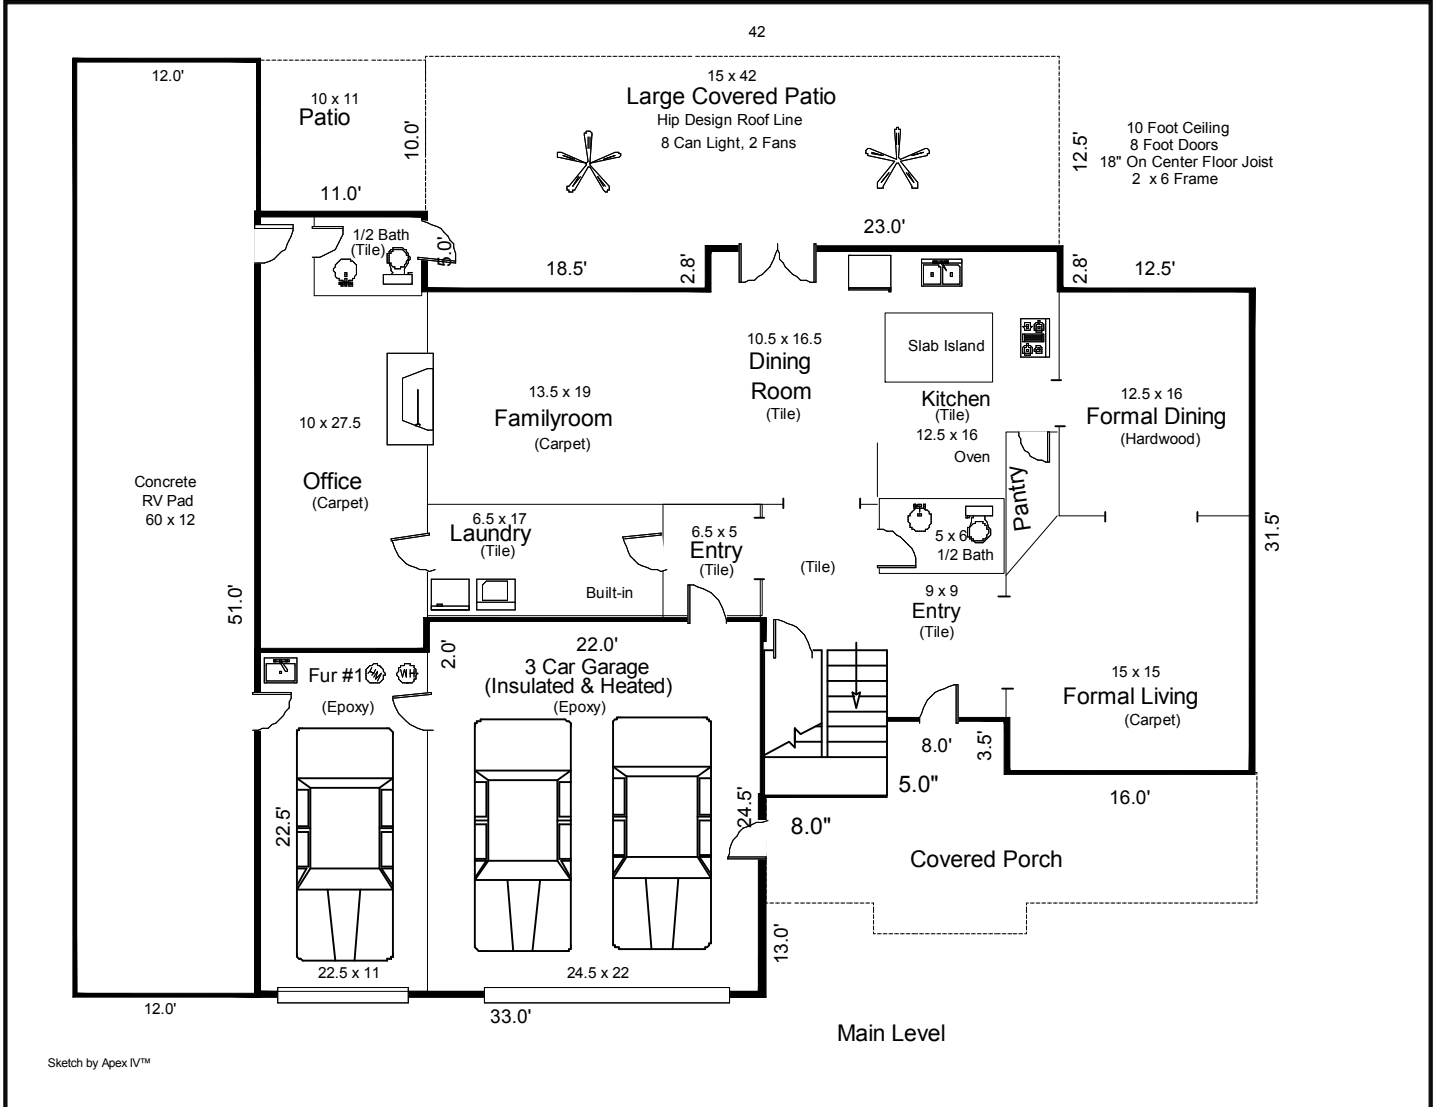 42
12.0'
10 x 11
Patio
10.0'
11.0'
15 x 42
Large Covered Patio
Hip Design Roof Line
8 Can Light, 2 Fans
12.5'
10 Foot Ceiling
8 Foot Doors
18" On Center Floor Joist
2 x 6 Frame
23.0'
1/2 Bath
(Tile)
5.0'
18.5'
2.8'
2.8'
12.5'
10.5 x 16.5
Dining
Room
(Tile)
Slab Island
Kitchen
(Tile)
12.5 x 16
Oven
13.5 x 19
Familyroom
(Carpet)
12.5 x 16
Formal Dining
(Hardwood)
10 x 27.5
Office
(Carpet)
Concrete
RV Pad
60 x 12
6.5 x 17
Laundry
(Tile)
Built-in
6.5 x 5
Entry
(Tile)
(Tile)
5 x 6
1/2 Bath
Pantry
31.5'
51.0'
9 x 9
Entry
(Tile)
2.0'
22.0'
3 Car Garage
(Insulated & Heated)
(Epoxy)
Fur #1
WH
(Epoxy)
15 x 15
Formal Living
(Carpet)
8.0'
3.5'
5.0"
16.0'
22.5'
24.5'
8.0"
Covered Porch
13.0'
22.5 x 11
24.5 x 22
12.0'
33.0'
Main Level
Sketch by Apex IV™